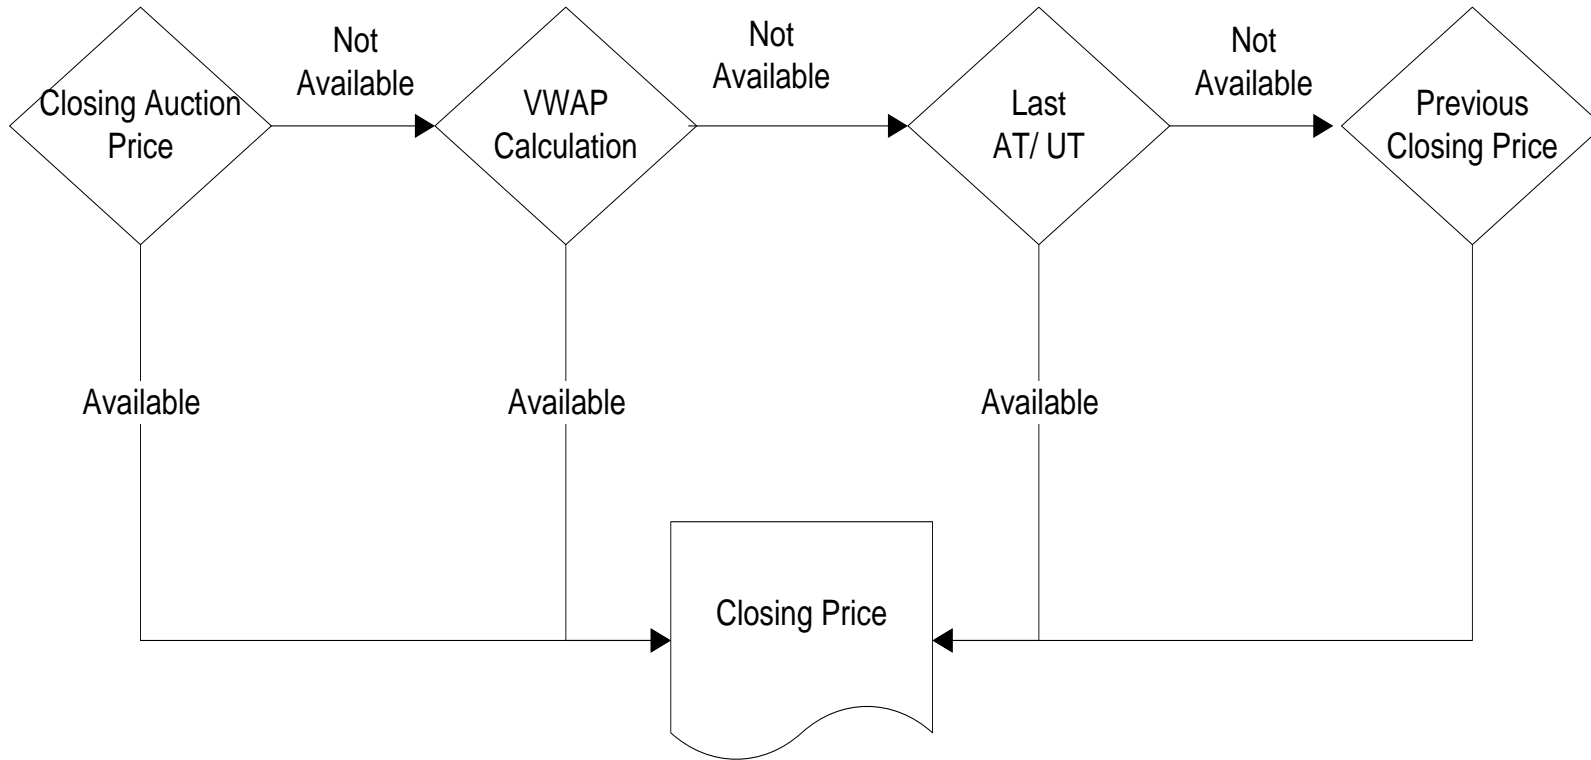 Closing Auction
Price
Not
Available
VWAP
Calculation
Not
Available
Last
AT/ UT
Not
Available
Previous
Closing Price
Available
Available
Available
Closing Price